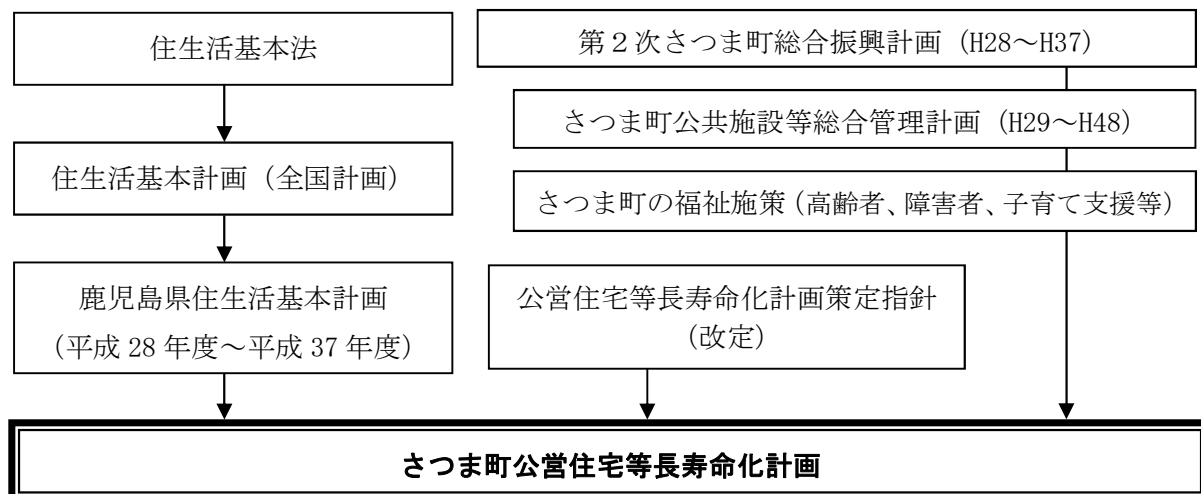 住生活基本法
住生活基本計画（全国計画）
鹿児島県住生活基本計画
（平成 28 年度～平成 37 年度）
第２次さつま町総合振興計画（H28～H37）
さつま町公共施設等総合管理計画（H29～H48）
さつま町の福祉施策（高齢者、障害者、子育て支援等）
公営住宅等長寿命化計画策定指針
（改定）
さつま町公営住宅等長寿命化計画